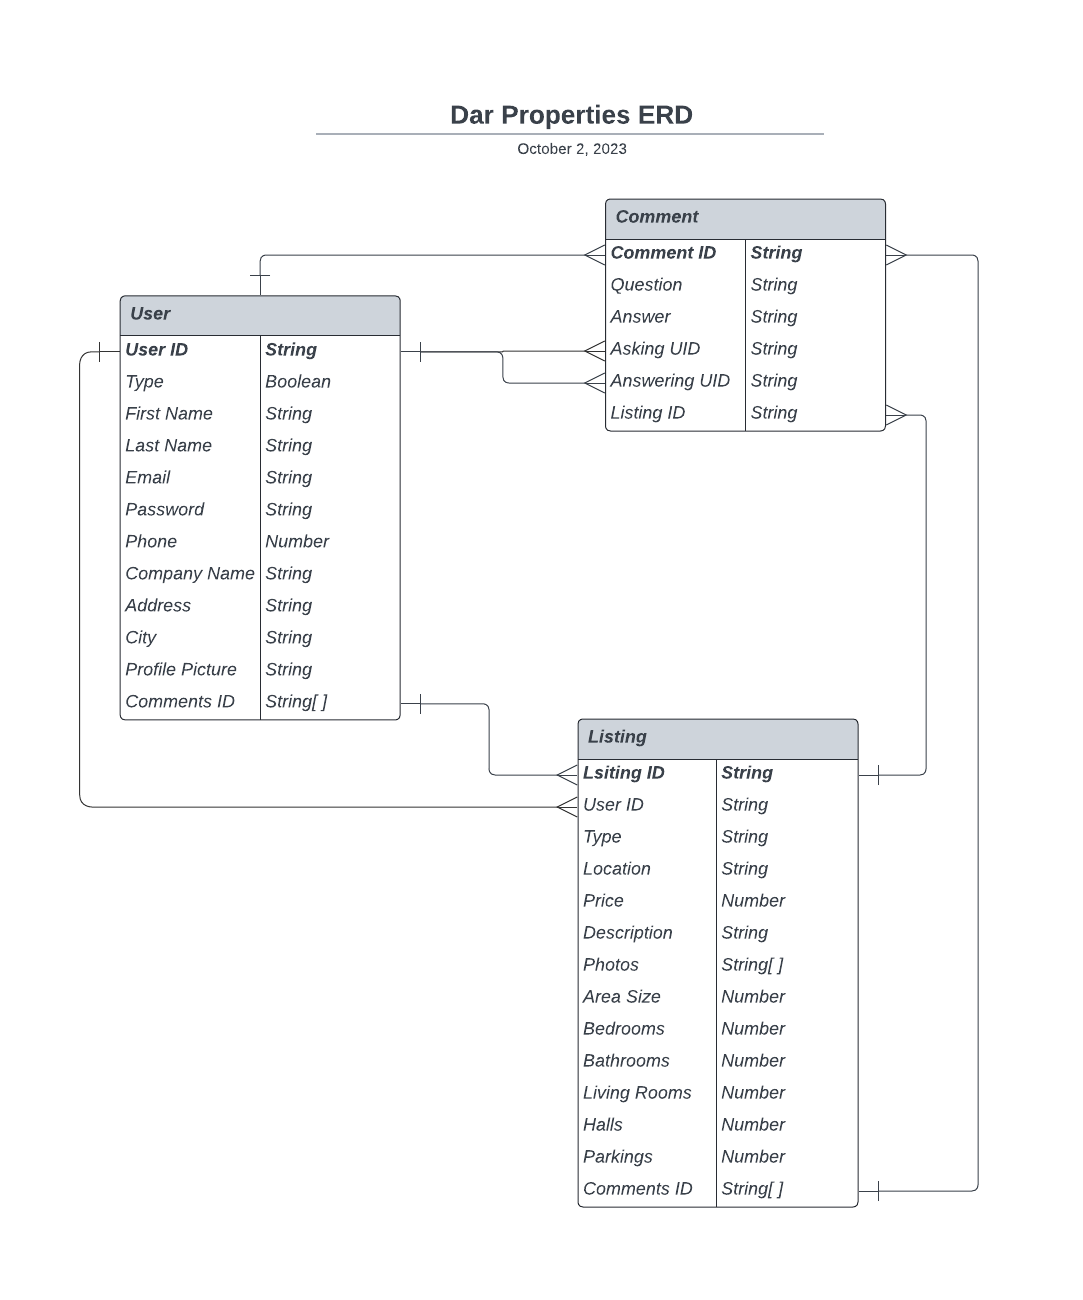 Dar Properties ERD
October 2, 2023
Comment
Comment ID String
Question String
Answer String
Asking UID String
Answering UID String
Listing ID String
User
User ID String
Type Boolean
First Name String
Last Name String
Email String
Password String
Phone Number
Company Name String
Address String
City String
Profile Picture String
Comments ID String[ ]
Listing
Lsiting ID String
User ID String
Type String
Location String
Price Number
Description String
Photos String[ ]
Area Size Number
Bedrooms Number
Bathrooms Number
Living Rooms Number
Halls Number
Parkings Number
Comments ID String[ ]